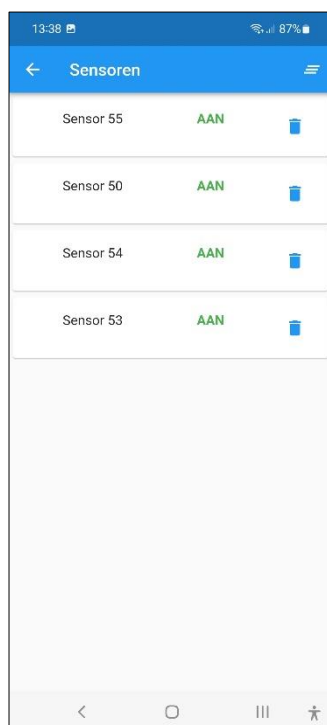 13:38 87%
Sensoren
Sensor 55 AAN
Sensor 50 AAN
Sensor 54 AAN
Sensor 53 AAN